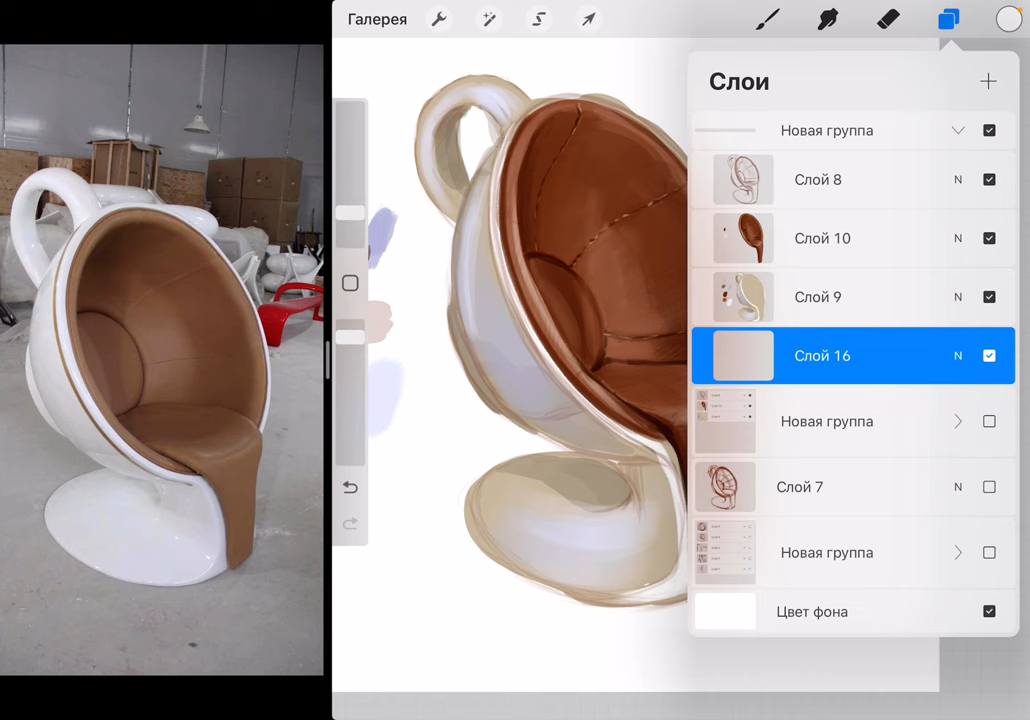 Галерея
Слои
Новая группа
Слой 8 N
Слой 10 N
Слой 9 N
Слой 16 N
Новая группа
Слой 7 N
Новая группа
Цвет фона